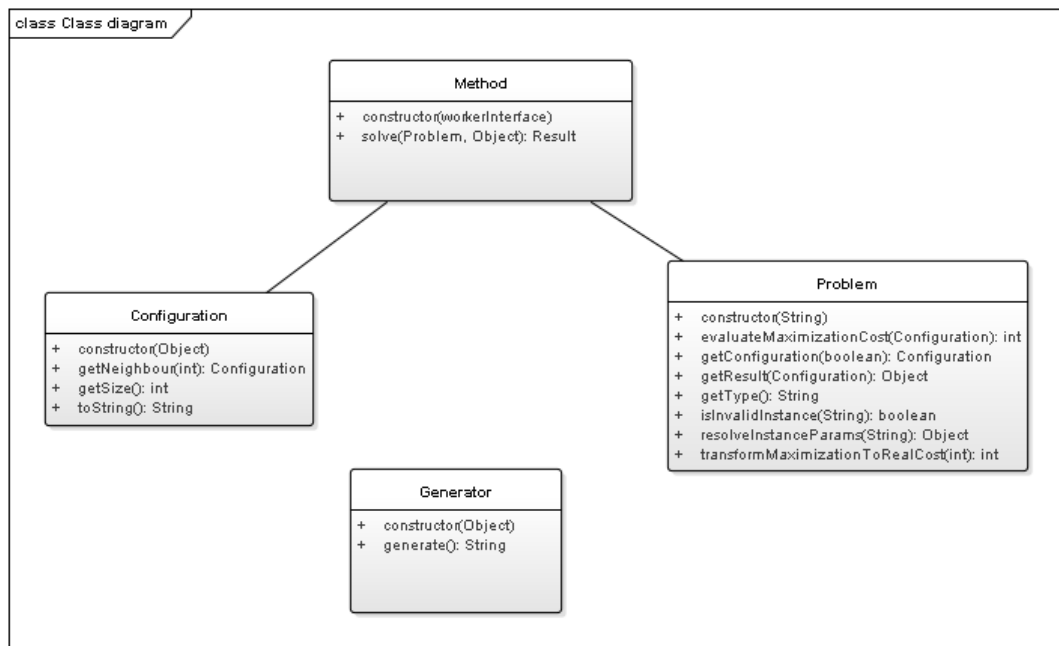 class Class diagram
Method
+ constructor(workerInterface)
+ solve(Problem, Object): Result
Configuration
+ constructor(Object)
+ getNeighbour(int): Configuration
+ getSize(): int
+ toString(): String
Problem
+ constructor(String)
+ evaluateMaximizationCost(Configuration): int
+ getConfiguration(boolean): Configuration
+ getResult(Configuration): Object
+ getType(): String
+ isInvalidInstance(String): boolean
+ resolveInstanceParams(String): Object
+ transformMaximizationToRealCost(int): int
Generator
+ constructor(Object)
+ generate(): String